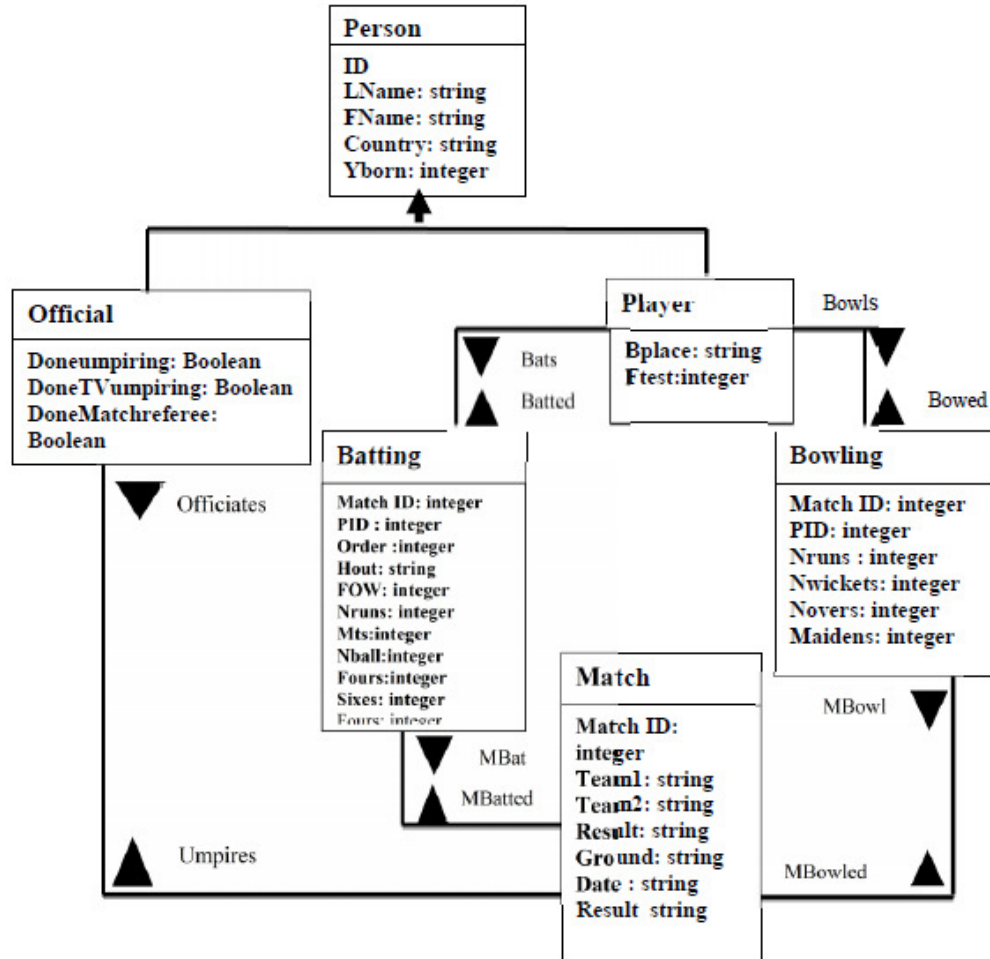 Person
ID
LName: string
FName: string
Country: string
Yborn: integer
Official
Doneumpiring: Boolean
DoneTVumpiring: Boolean
DoneMatchreferee:
Boolean
Player
Bplace: string
Ftest:integer
Bowls
Bats
Batted
Bowed
Batting
Match ID: integer
PID : integer
Order :integer
Hout: string
FOW: integer
Nruns: integer
Mts:integer
Nball:integer
Fours:integer
Sixes: integer
Fours: integer
Bowling
Match ID: integer
PID: integer
Nruns : integer
Nwickets: integer
Novers: integer
Maidens: integer
Officiates
Match
Match ID:
integer
Team1: string
Team2: string
Result: string
Ground: string
Date : string
Result string
MBowl
MBat
MBatted
Umpires
MBowled